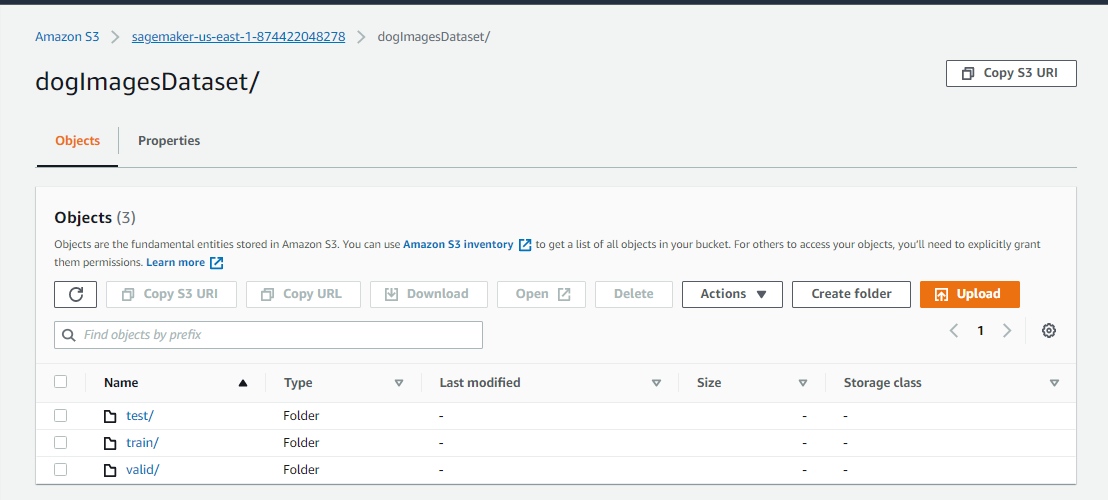 Amazon S3 > sagemaker-us-east-1-874422048278 > dogImagesDataset/
dogImagesDataset/
Copy S3 URI
Objects Properties
Objects (3)
Objects are the fundamental entities stored in Amazon S3. You can use Amazon S3 inventory to get a list of all objects in your bucket. For others to access your objects, you'll need to explicitly grant
them permissions. Learn more
Copy S3 URI Copy URL Download Open Delete Actions Create folder Upload
Find objects by prefix
1
Name Type Last modified Size Storage class
test/ Folder - - -
train/ Folder - - -
valid/ Folder - - -